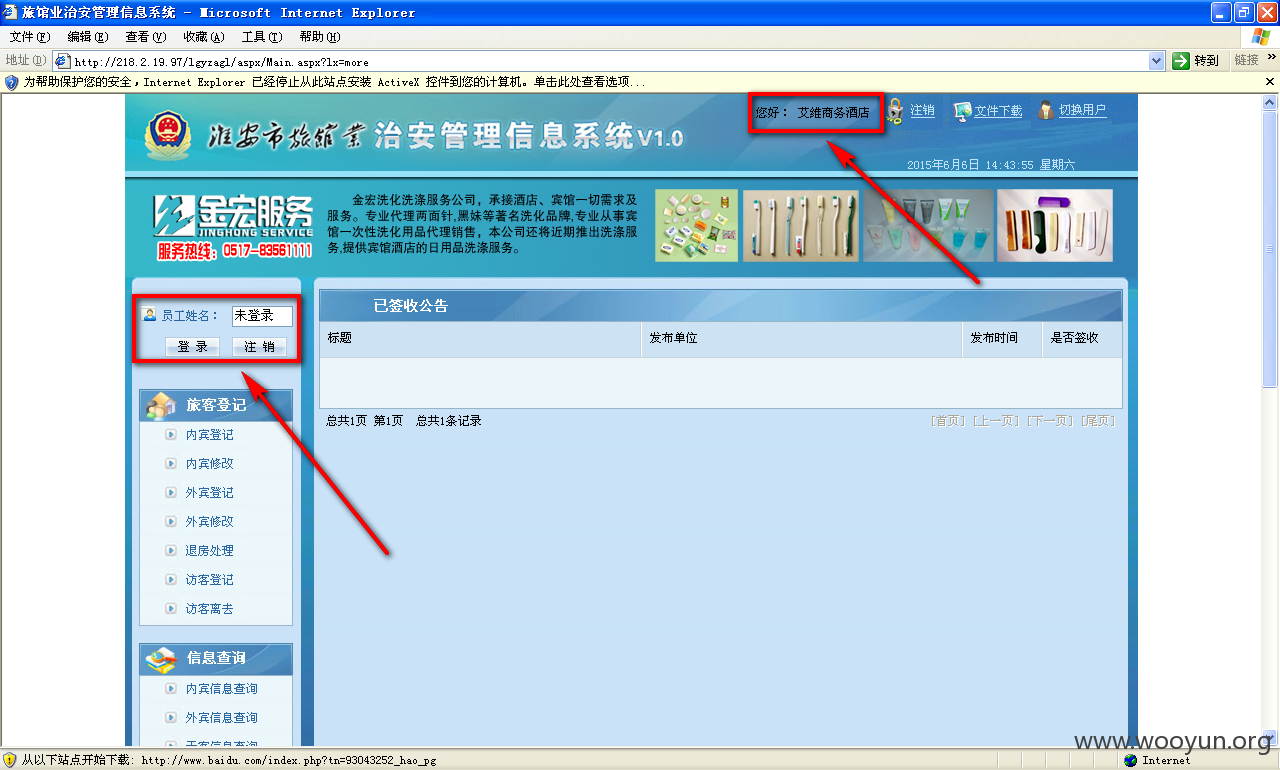 旅馆业治安管理信息系统 - Microsoft Internet Explorer
文件(F) 编辑(E) 查看(V) 收藏(A) 工具(T) 帮助(H)
地址(D) http://218.2.19.97/lgyzagl/aspx/Main.aspx?lx=more 转到 链接 »
为帮助保护您的安全，Internet Explorer 已经停止从此站点安装 ActiveX 控件到您的计算机。单击此处查看选项...
淮安市旅馆业治安管理信息系统V1.0
您好： 艾维商务酒店 注销 文件下载 切换用户
2015年6月6日 14:43:55 星期六
金宏服务
JINGHONG SERVICE
服务热线：0517-83561111
金宏洗化洗涤服务公司，承接酒店、宾馆一切需求及
服务。专业代理两面针,黑妹等著名洗化品牌,专业从事宾
馆一次性洗化用品代理销售，本公司还将近期推出洗涤服
务,提供宾馆酒店的日用品洗涤服务。
员工姓名： 未登录
登 录 注 销
旅客登记
内宾登记
内宾修改
外宾登记
外宾修改
退房处理
访客登记
访客离去
信息查询
内宾信息查询
外宾信息查询
已签收公告
标题 发布单位 发布时间 是否签收
总共1页 第1页 总共1条记录 [首页] [上一页] [下一页] [尾页]
www.wooyun.org
从以下站点开始下载: http://www.baidu.com/index.php?tn=93043252_hao_pg Internet